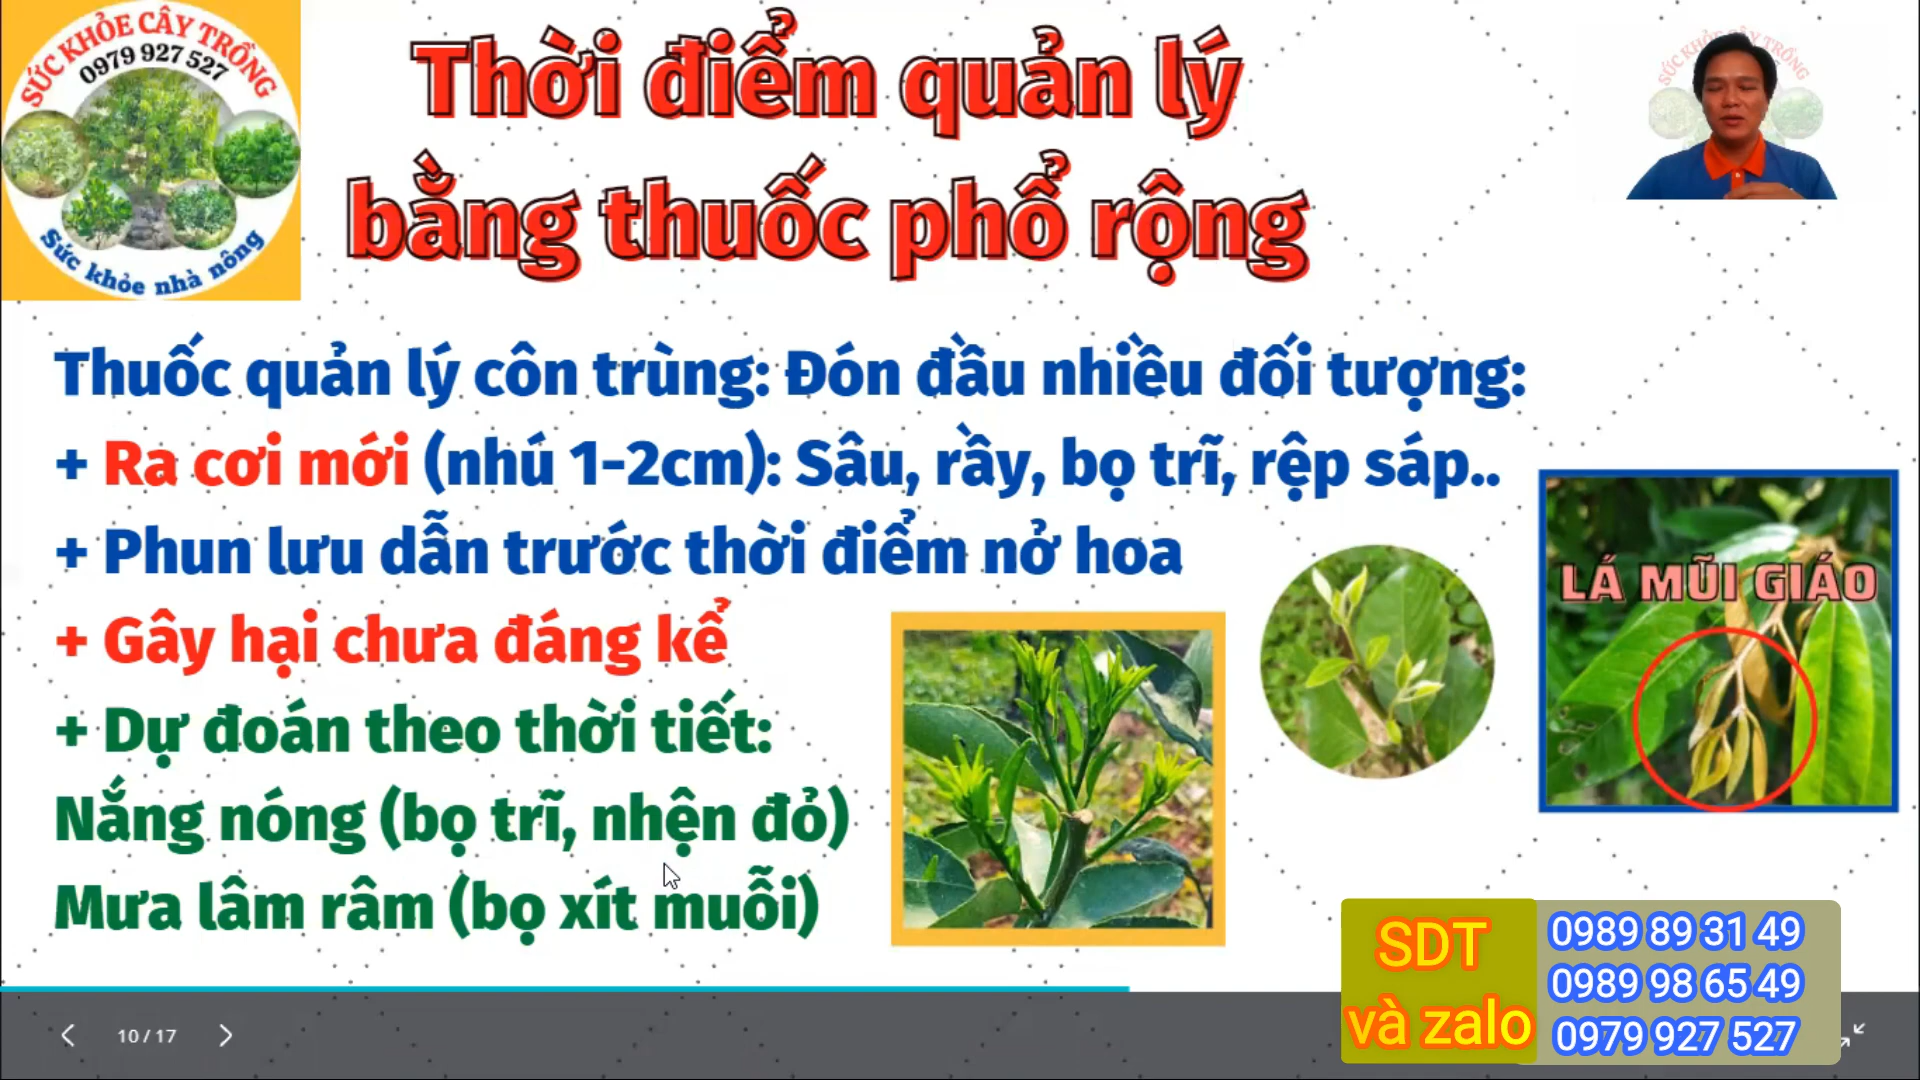 SỨC KHỎE CÂY TRỒNG
0979 927 527
Sức khỏe nhà nông
Thời điểm quản lý
bằng thuốc phổ rộng
Thuốc quản lý côn trùng: Đón đầu nhiều đối tượng:
+ Ra cơi mới (nhú 1-2cm): Sâu, rầy, bọ trĩ, rệp sáp..
+ Phun lưu dẫn trước thời điểm nở hoa
+ Gây hại chưa đáng kể
+ Dự đoán theo thời tiết:
Nắng nóng (bọ trĩ, nhện đỏ)
Mưa lâm râm (bọ xít muỗi)
LÁ MŨI GIÁO
SDT
và zalo
0989 89 31 49
0989 98 65 49
0979 927 527
10 / 17